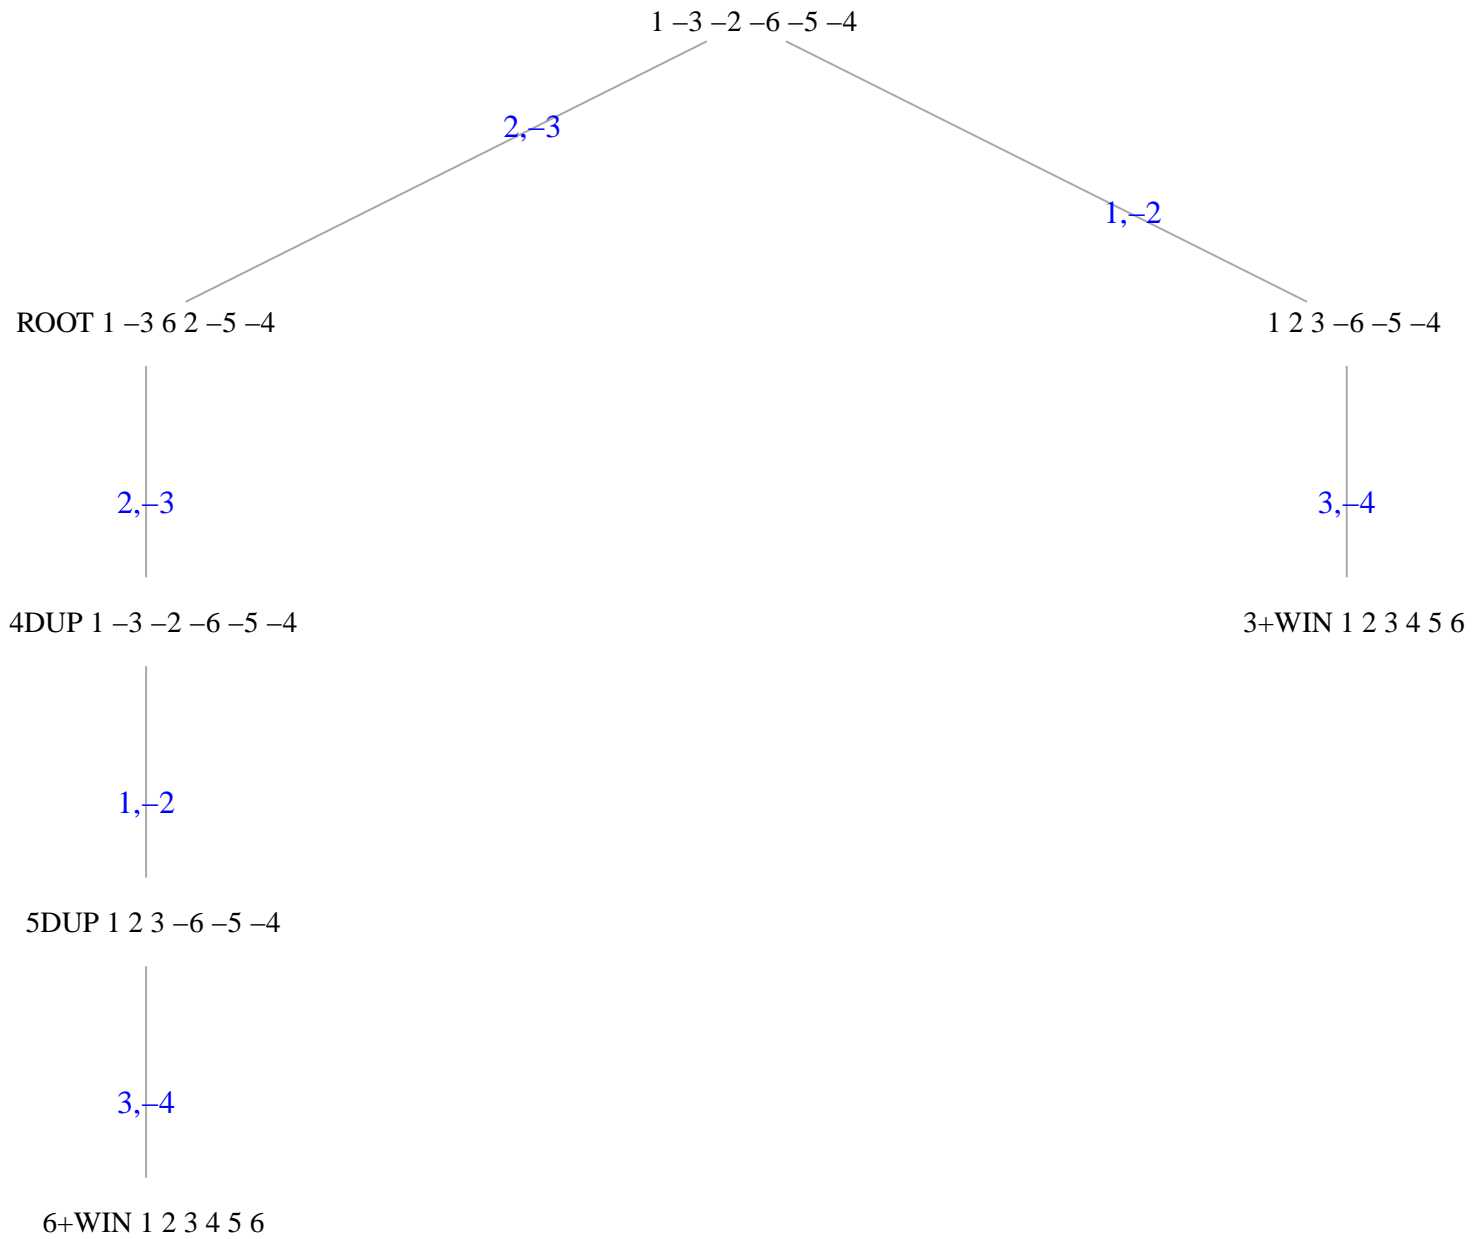 1 –3 –2 –6 –5 –4
2,–3
1,–2
ROOT 1 –3 6 2 –5 –4
1 2 3 –6 –5 –4
2,–3
3,–4
4DUP 1 –3 –2 –6 –5 –4
3+WIN 1 2 3 4 5 6
1,–2
5DUP 1 2 3 –6 –5 –4
3,–4
6+WIN 1 2 3 4 5 6